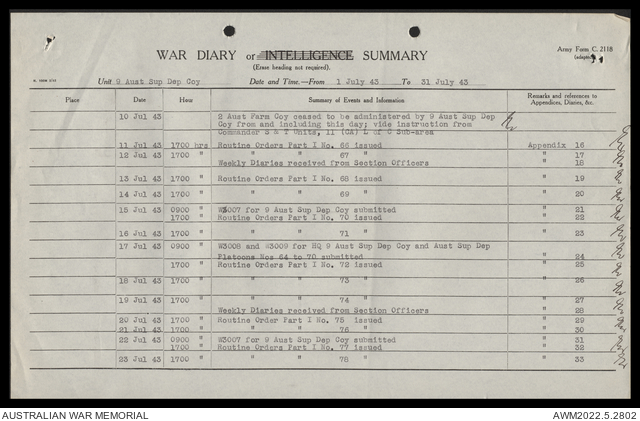 WAR DIARY or INTELLIGENCE SUMMARY
(Erase heading not required).
Army Form C. 2118
(adapted)
Unit 9 Aust Sup Dep Coy Date and Time.—From 1 July 43 To 31 July 43
Place Date Hour Summary of Events and Information Remarks and references to Appendices, Diaries, &c.
10 Jul 43 2 Aust Farm Coy ceased to be administered by 9 Aust Sup Dep
Coy from and including this day; vide instruction from
Commander S & T Units, 11 (CA) L of C Sub-area
11 Jul 43 1700 hrs Routine Orders Part I No. 66 issued Appendix 16
12 Jul 43 1700 " " " 67 " " 17
Weekly Diaries received from Section Officers " 18
13 Jul 43 1700 " Routine Orders Part I No. 68 issued " 19
14 Jul 43 1700 " " " 69 " " 20
15 Jul 43 0900 " W3007 for 9 Aust Sup Dep Coy submitted " 21
1700 " Routine Orders Part I No. 70 issued " 22
16 Jul 43 1700 " " " 71 " " 23
17 Jul 43 0900 " W3008 and W3009 for HQ 9 Aust Sup Dep Coy and Aust Sup Dep
Platoons Nos 64 to 70 submitted " 24
1700 " Routine Orders Part I No. 72 issued " 25
18 Jul 43 1700 " " " 73 " " 26
19 Jul 43 1700 " " " 74 " " 27
Weekly Diaries received from Section Officers " 28
20 Jul 43 1700 " Routine Order Part I No. 75 issued " 29
21 Jul 43 1700 " " " 76 " " 30
22 Jul 43 0900 " W3007 for 9 Aust Sup Dep Coy submitted " 31
1700 " Routine Orders Part I No. 77 issued " 32
23 Jul 43 1700 " " " 78 " " 33
AUSTRALIAN WAR MEMORIAL AWM2022.5.2802